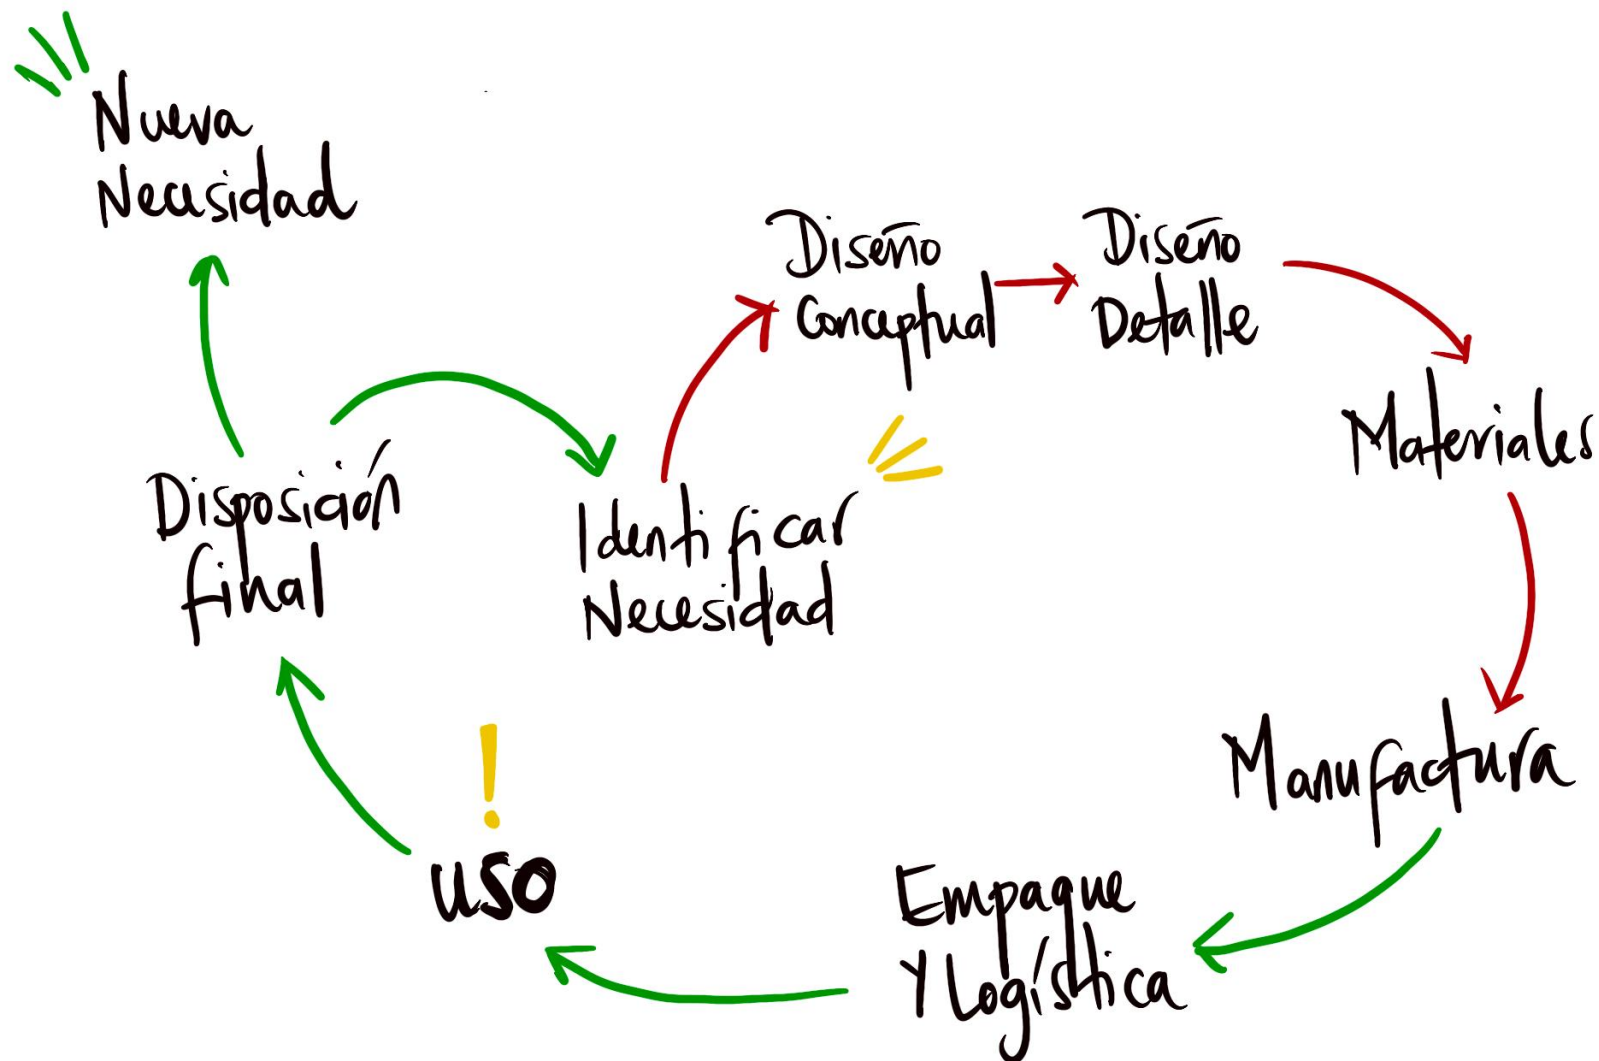 Nueva
Necesidad
Diseño
Conceptual
Diseño
Detalle
Materiales
Disposición
final
Identificar
Necesidad
Manufactura
!
uso
Empaque
Y Logística